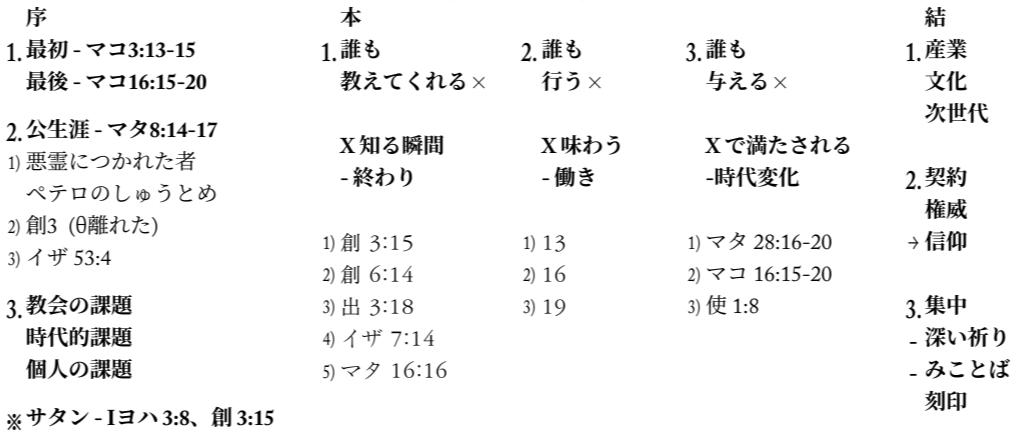 序
1. 最初 - マコ3:13-15
最後 - マコ16:15-20
2. 公生涯 - マタ8:14-17
1) 悪霊につかれた者
ペテロのしゅうとめ
2) 創3 (θ離れた)
3) イザ 53:4
3. 教会の課題
時代的課題
個人の課題
※ サタン - Iヨハ 3:8、創 3:15
本
1. 誰も
教えてくれる×
X 知る瞬間
- 終わり
1) 創 3:15
2) 創 6:14
3) 出 3:18
4) イザ 7:14
5) マタ 16:16
2. 誰も
行う×
X 味わう
- 働き
1) 13
2) 16
3) 19
3. 誰も
与える×
X で満たされる
-時代変化
1) マタ 28:16-20
2) マコ 16:15-20
3) 使 1:8
結
1. 産業
文化
次世代
2. 契約
権威
→ 信仰
3. 集中
- 深い祈り
- みことば
刻印